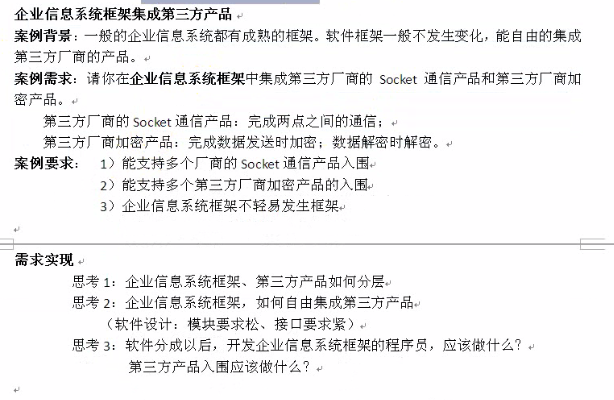 企业信息系统框架集成第三方产品
案例背景：一般的企业信息系统都有成熟的框架。软件框架一般不发生变化，能自由的集成
第三方厂商的产品。
案例需求：请你在企业信息系统框架中集成第三方厂商的 Socket 通信产品和第三方厂商加
密产品。
第三方厂商的 Socket 通信产品：完成两点之间的通信；
第三方厂商加密产品：完成数据发送时加密；数据解密时解密。
案例要求： 1）能支持多个厂商的 Socket 通信产品入围
2）能支持多个第三方厂商加密产品的入围
3）企业信息系统框架不轻易发生框架
需求实现
思考 1：企业信息系统框架、第三方产品如何分层
思考 2：企业信息系统框架，如何自由集成第三方产品
（软件设计：模块要求松、接口要求紧）
思考 3：软件分成以后，开发企业信息系统框架的程序员，应该做什么？
第三方产品入围应该做什么？